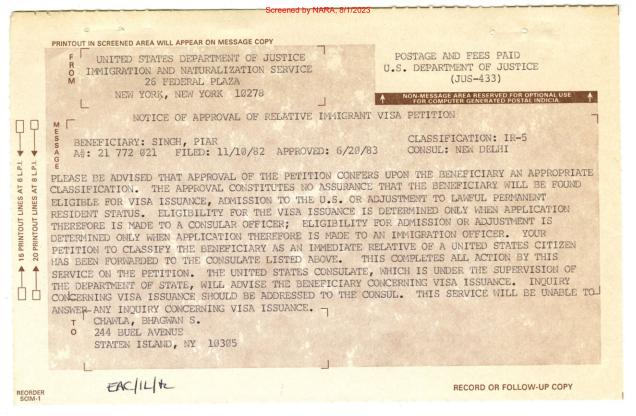 Screened by NARA, 8/1/2023
PRINTOUT IN SCREENED AREA WILL APPEAR ON MESSAGE COPY
FROM
UNITED STATES DEPARTMENT OF JUSTICE
IMMIGRATION AND NATURALIZATION SERVICE
26 FEDERAL PLAZA
NEW YORK, NEW YORK 10278
POSTAGE AND FEES PAID
U.S. DEPARTMENT OF JUSTICE
(JUS-433)
NON-MESSAGE AREA RESERVED FOR OPTIONAL USE
FOR COMPUTER GENERATED POSTAL INDICIA.
NOTICE OF APPROVAL OF RELATIVE IMMIGRANT VISA PETITION
MESSAGE
BENEFICIARY: SINGH, PIAR CLASSIFICATION: IR-5
A#: 21 772 021 FILED: 11/10/82 APPROVED: 6/20/83 CONSUL: NEW DELHI
PLEASE BE ADVISED THAT APPROVAL OF THE PETITION CONFERS UPON THE BENEFICIARY AN APPROPRIATE
CLASSIFICATION. THE APPROVAL CONSTITUTES NO ASSURANCE THAT THE BENEFICIARY WILL BE FOUND
ELIGIBLE FOR VISA ISSUANCE, ADMISSION TO THE U.S. OR ADJUSTMENT TO LAWFUL PERMANENT
RESIDENT STATUS. ELIGIBILITY FOR THE VISA ISSUANCE IS DETERMINED ONLY WHEN APPLICATION
THEREFORE IS MADE TO A CONSULAR OFFICER; ELIGIBILITY FOR ADMISSION OR ADJUSTMENT IS
DETERMINED ONLY WHEN APPLICATION THEREFORE IS MADE TO AN IMMIGRATION OFFICER. YOUR
PETITION TO CLASSIFY THE BENEFICIARY AS AN IMMEDIATE RELATIVE OF A UNITED STATES CITIZEN
HAS BEEN FORWARDED TO THE CONSULATE LISTED ABOVE. THIS COMPLETES ALL ACTION BY THIS
SERVICE ON THE PETITION. THE UNITED STATES CONSULATE, WHICH IS UNDER THE SUPERVISION OF
THE DEPARTMENT OF STATE, WILL ADVISE THE BENEFICIARY CONCERNING VISA ISSUANCE. INQUIRY
CONCERNING VISA ISSUANCE SHOULD BE ADDRESSED TO THE CONSUL. THIS SERVICE WILL BE UNABLE TO
ANSWER ANY INQUIRY CONCERNING VISA ISSUANCE.
TO
CHAWLA, BHAGWAN S.
244 BUEL AVENUE
STATEN ISLAND, NY 10305
15 PRINTOUT LINES AT 6 L.P.I.
20 PRINTOUT LINES AT 8 L.P.I.
REORDER
SCIM-1
RECORD OR FOLLOW-UP COPY